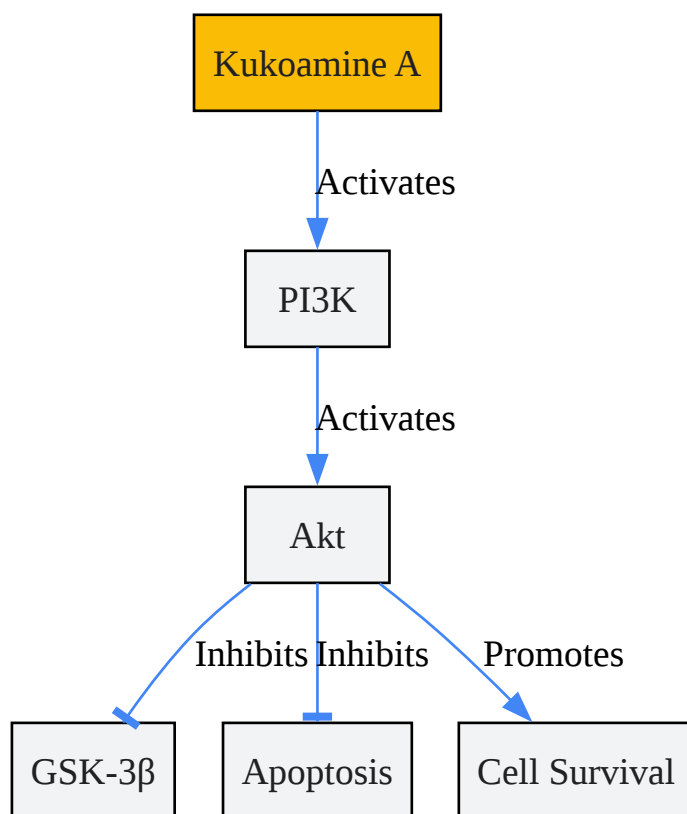 Kukoamine A
Activates
PI3K
Activates
Akt
Inhibits
Inhibits
Promotes
GSK-3β
Apoptosis
Cell Survival